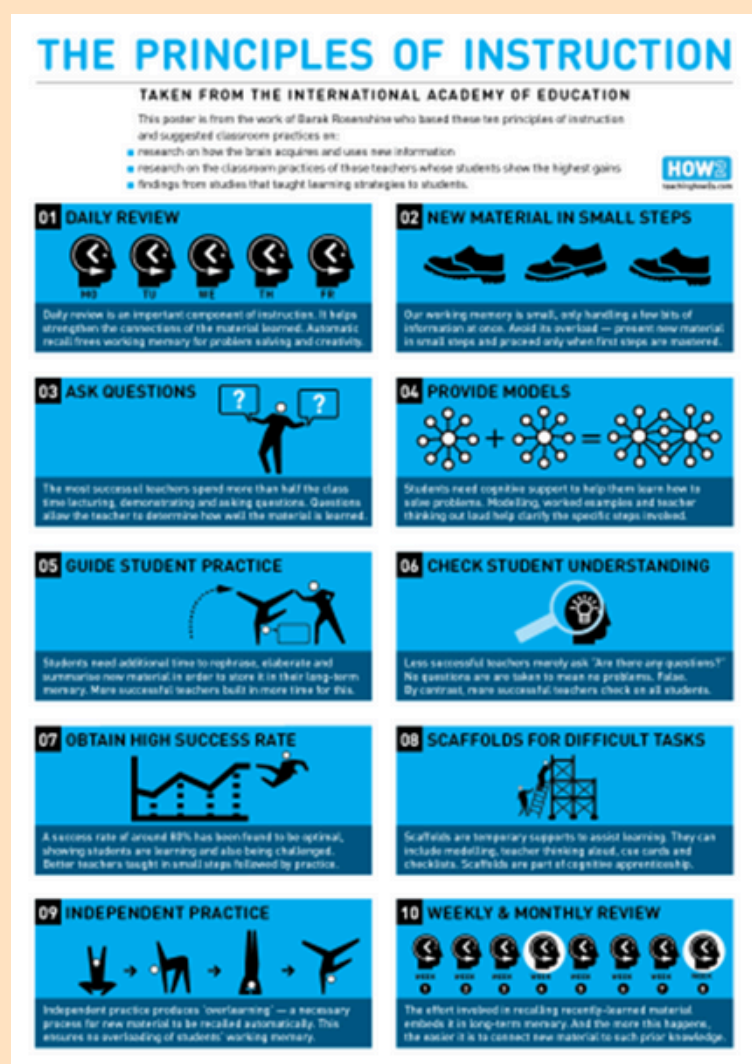 THE PRINCIPLES OF INSTRUCTION
TAKEN FROM THE INTERNATIONAL ACADEMY OF EDUCATION
This poster is from the work of Barak Rosenshine who based these ten principles of instruction
and suggested classroom practices on:
research on how the brain acquires and uses new information
research on the classroom practices of those teachers whose students show the highest gains
findings from studies that taught learning strategies to students.
HOW2
teachinghow2s.com
01 DAILY REVIEW
MO TU WE TH FR
Daily review is an important component of instruction. It helps
strengthen the connections of the material learned. Automatic
recall frees working memory for problem solving and creativity.
02 NEW MATERIAL IN SMALL STEPS
Our working memory is small, only handling a few bits of
information at once. Avoid its overload — present new material
in small steps and proceed only when first steps are mastered.
03 ASK QUESTIONS
? ?
The most successful teachers spend more than half the class
time lecturing, demonstrating and asking questions. Questions
allow the teacher to determine how well the material is learned.
04 PROVIDE MODELS
+ =
Students need cognitive support to help them learn how to
solve problems. Modelling, worked examples and teacher
thinking out loud help clarify the specific steps involved.
05 GUIDE STUDENT PRACTICE
Students need additional time to rephrase, elaborate and
summarise new material in order to store it in their long-term
memory. More successful teachers built in more time for this.
06 CHECK STUDENT UNDERSTANDING
Less successful teachers merely ask "Are there any questions?"
No questions are are taken to mean no problems. False.
By contrast, more successful teachers check on all students.
07 OBTAIN HIGH SUCCESS RATE
A success rate of around 80% has been found to be optimal,
showing students are learning and also being challenged.
Better teachers taught in small steps followed by practice.
08 SCAFFOLDS FOR DIFFICULT TASKS
Scaffolds are temporary supports to assist learning. They can
include modelling, teacher thinking aloud, cue cards and
checklists. Scaffolds are part of cognitive apprenticeship.
09 INDEPENDENT PRACTICE
Independent practice produces 'overlearning' — a necessary
process for new material to be recalled automatically. This
ensures no overloading of students' working memory.
10 WEEKLY & MONTHLY REVIEW
WEEK WEEK WEEK WEEK WEEK WEEK WEEK WEEK
1 2 3 4 5 6 7 8
The effort involved in recalling recently-learned material
embeds it in long-term memory. And the more this happens,
the easier it is to connect new material to such prior knowledge.